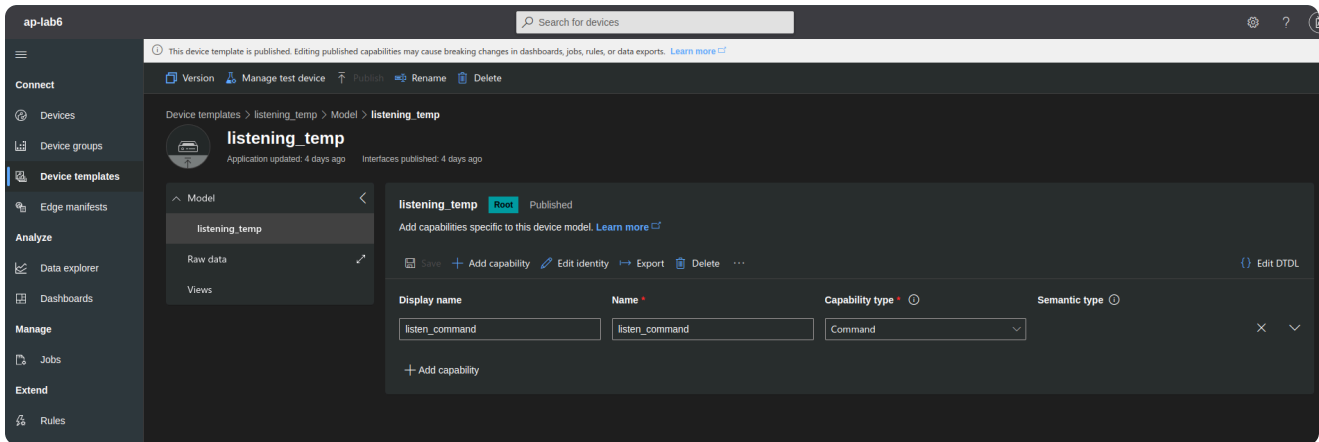 ap-lab6
Search for devices
?
This device template is published. Editing published capabilities may cause breaking changes in dashboards, jobs, rules, or data exports. Learn more
Version Manage test device Publish Rename Delete
Connect
Devices
Device groups
Device templates
Edge manifests
Analyze
Data explorer
Dashboards
Manage
Jobs
Extend
Rules
Device templates > listening_temp > Model > listening_temp
listening_temp
Application updated: 4 days ago Interfaces published: 4 days ago
Model
listening_temp
Raw data
Views
listening_temp Root Published
Add capabilities specific to this device model. Learn more
Save Add capability Edit identity Export Delete ... {} Edit DTDL
Display name Name * Capability type * Semantic type
listen_command listen_command Command
Add capability